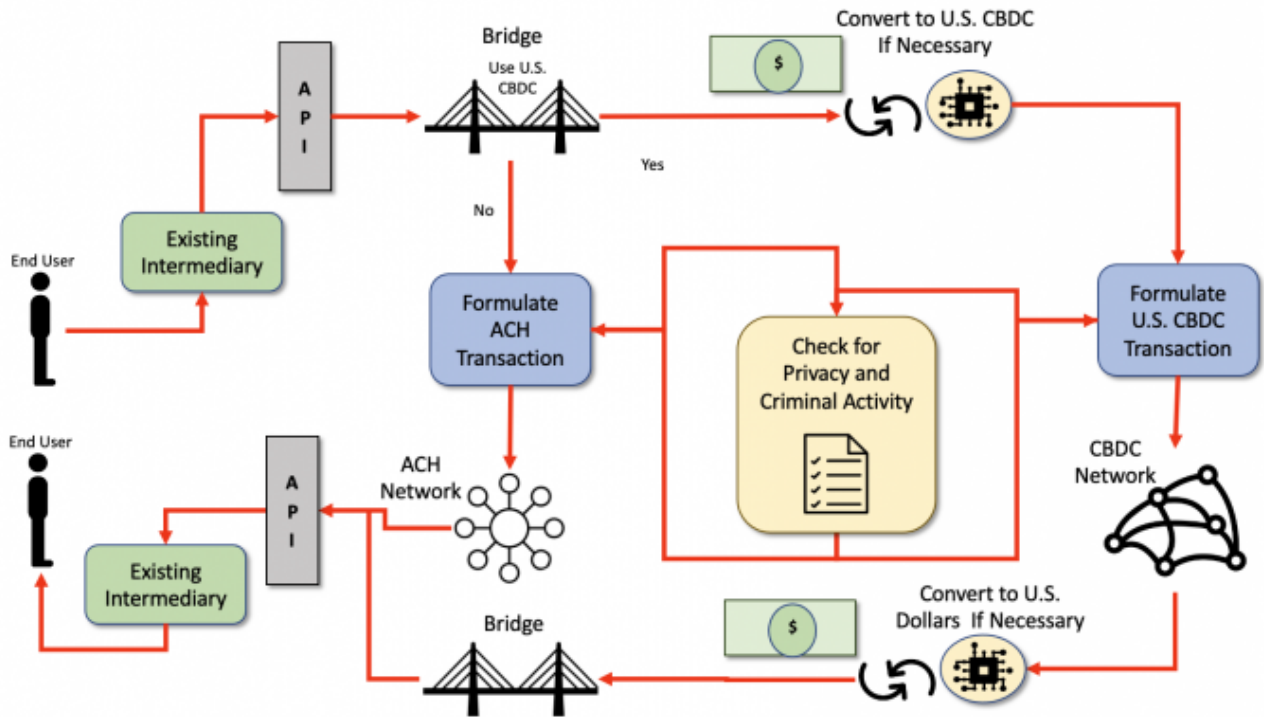 Convert to U.S. CBDC
If Necessary
Bridge
Use U.S.
CBDC
$
A
P
I
Yes
No
Existing
Intermediary
End User
Formulate
ACH
Transaction
Formulate
U.S. CBDC
Transaction
Check for
Privacy and
Criminal Activity
End User
ACH
Network
CBDC
Network
A
P
I
Existing
Intermediary
Convert to U.S.
Dollars If Necessary
$
Bridge